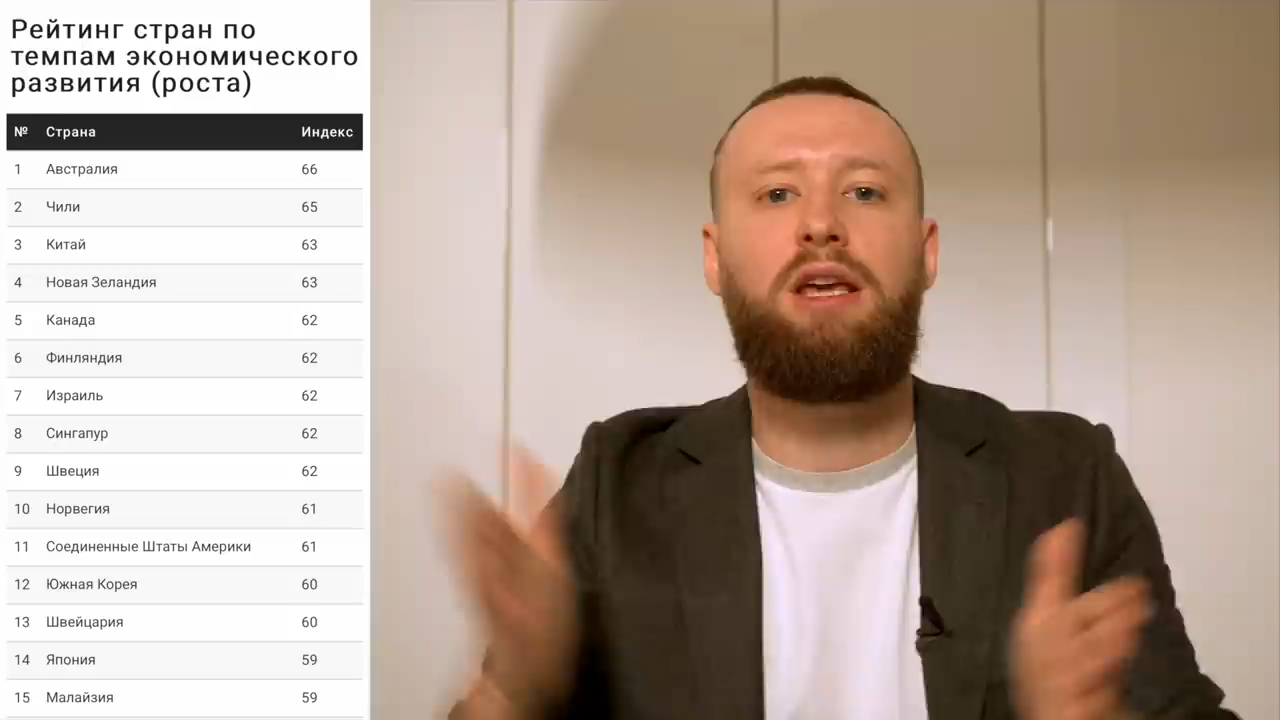 Рейтинг стран по
темпам экономического
развития (роста)
№ Страна Индекс
1 Австралия 66
2 Чили 65
3 Китай 63
4 Новая Зеландия 63
5 Канада 62
6 Финляндия 62
7 Израиль 62
8 Сингапур 62
9 Швеция 62
10 Норвегия 61
11 Соединенные Штаты Америки 61
12 Южная Корея 60
13 Швейцария 60
14 Япония 59
15 Малайзия 59